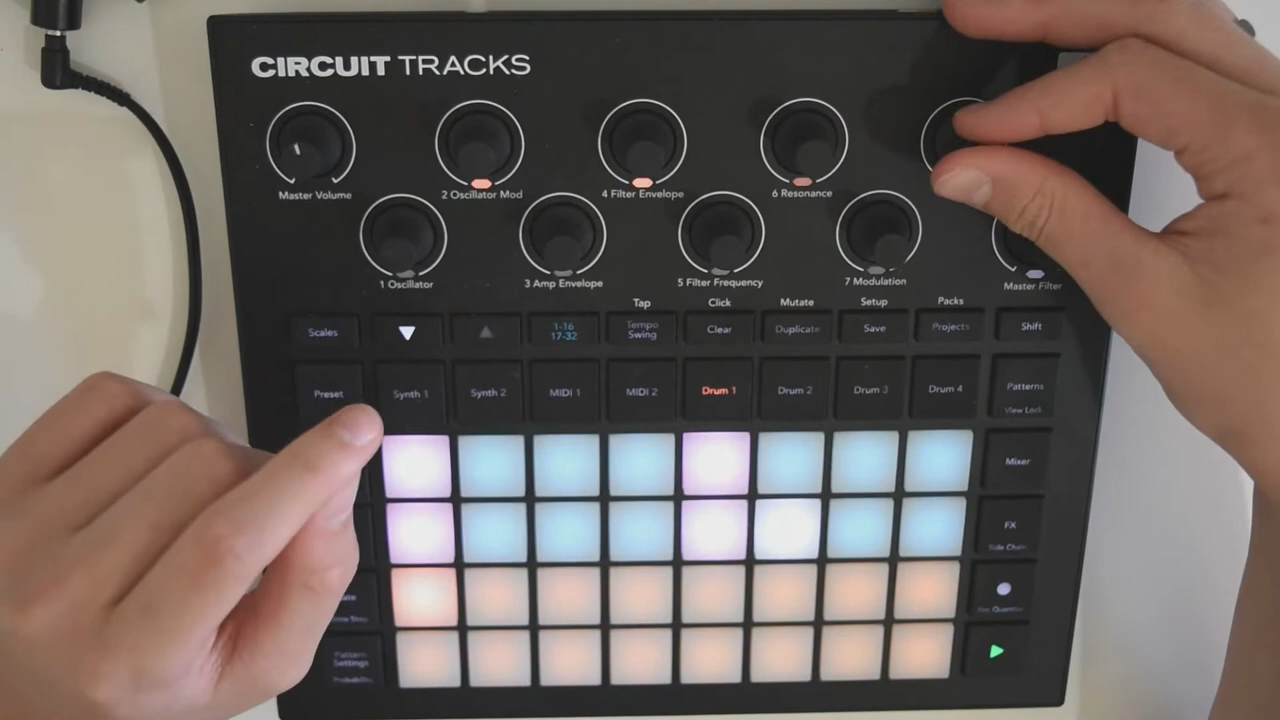 CIRCUIT TRACKS
Master Volume
2 Oscillator Mod
4 Filter Envelope
6 Resonance
1 Oscillator
3 Amp Envelope
5 Filter Frequency
7 Modulation
Master Filter
Tap
Click
Mutate
Setup
Packs
Scales
1-16
17-32
Tempo
Swing
Clear
Duplicate
Save
Projects
Shift
Preset
Synth 1
Synth 2
MIDI 1
MIDI 2
Drum 1
Drum 2
Drum 3
Drum 4
Patterns
View Lock
Mixer
FX
Side Chain
Pattern
Settings
Probability